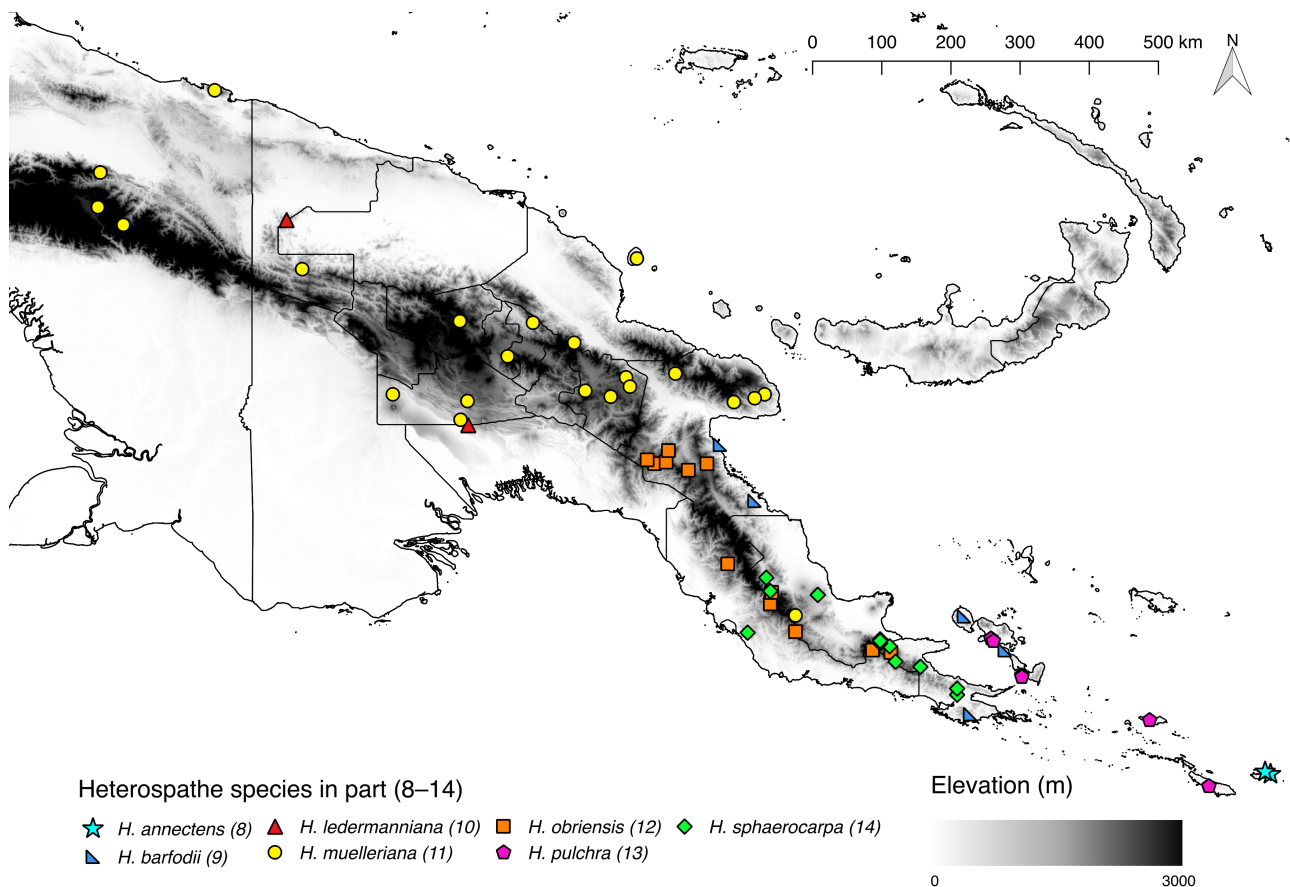 0 100 200 300 400 500 km
N
Heterospathe species in part (8–14)
H. annectens (8)
H. barfodii (9)
H. ledermanniana (10)
H. muelleriana (11)
H. obriensis (12)
H. pulchra (13)
H. sphaerocarpa (14)
Elevation (m)
0 3000